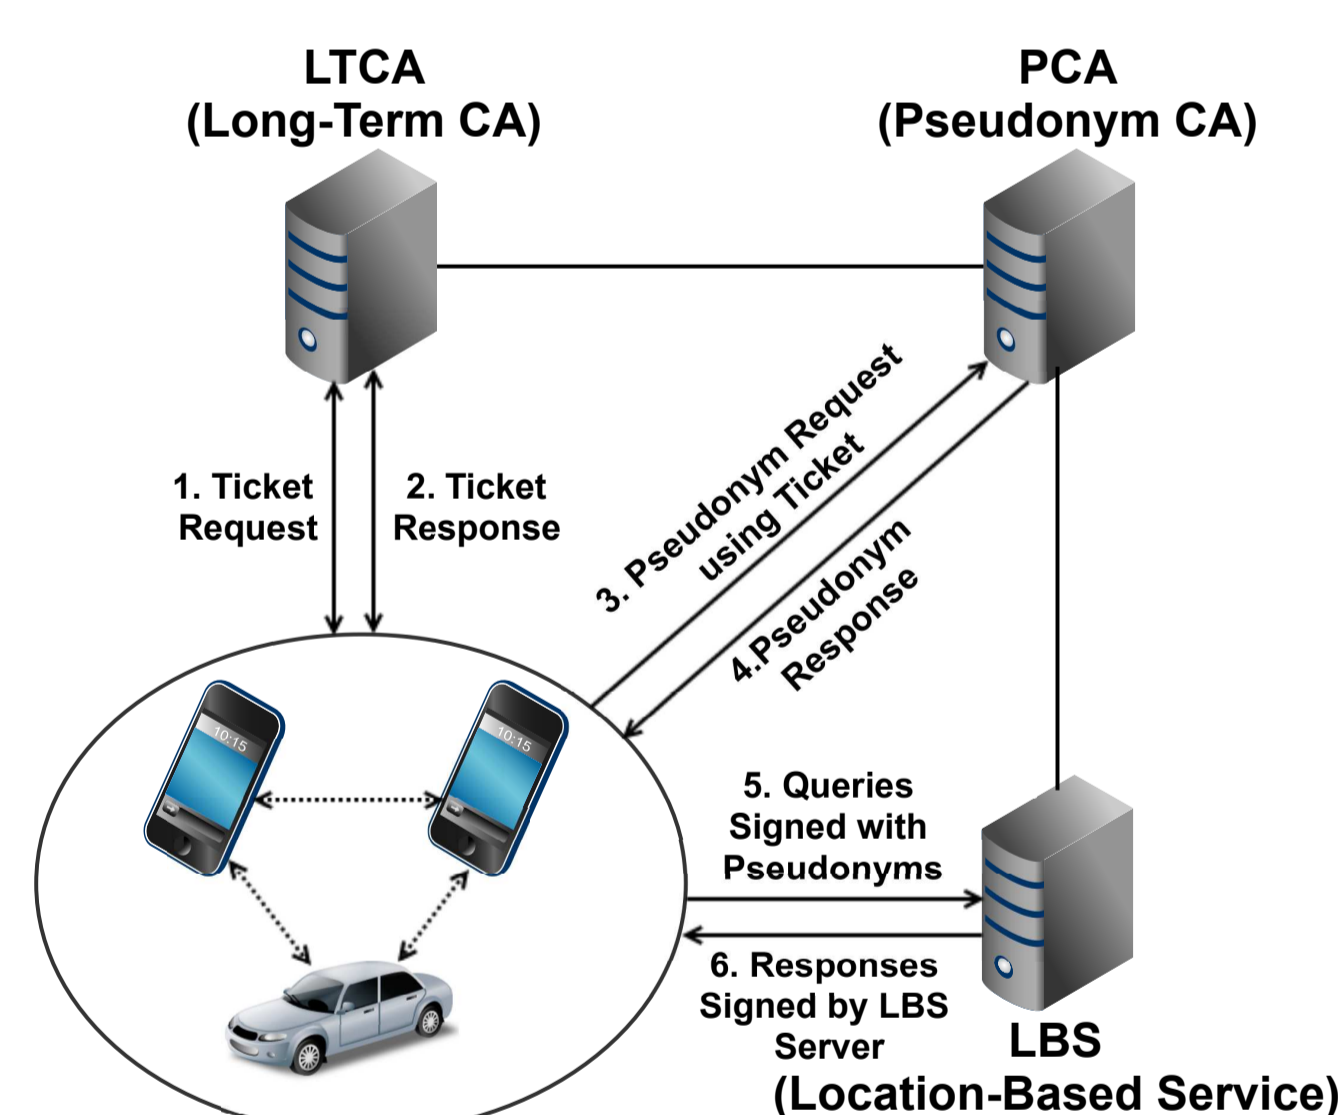 LTCA
(Long-Term CA)
PCA
(Pseudonym CA)
1. Ticket
Request
2. Ticket
Response
3. Pseudonym Request
using Ticket
4.Pseudonym
Response
10:15
10:15
5. Queries
Signed with
Pseudonyms
6. Responses
Signed by LBS
Server
LBS
(Location-Based Service)